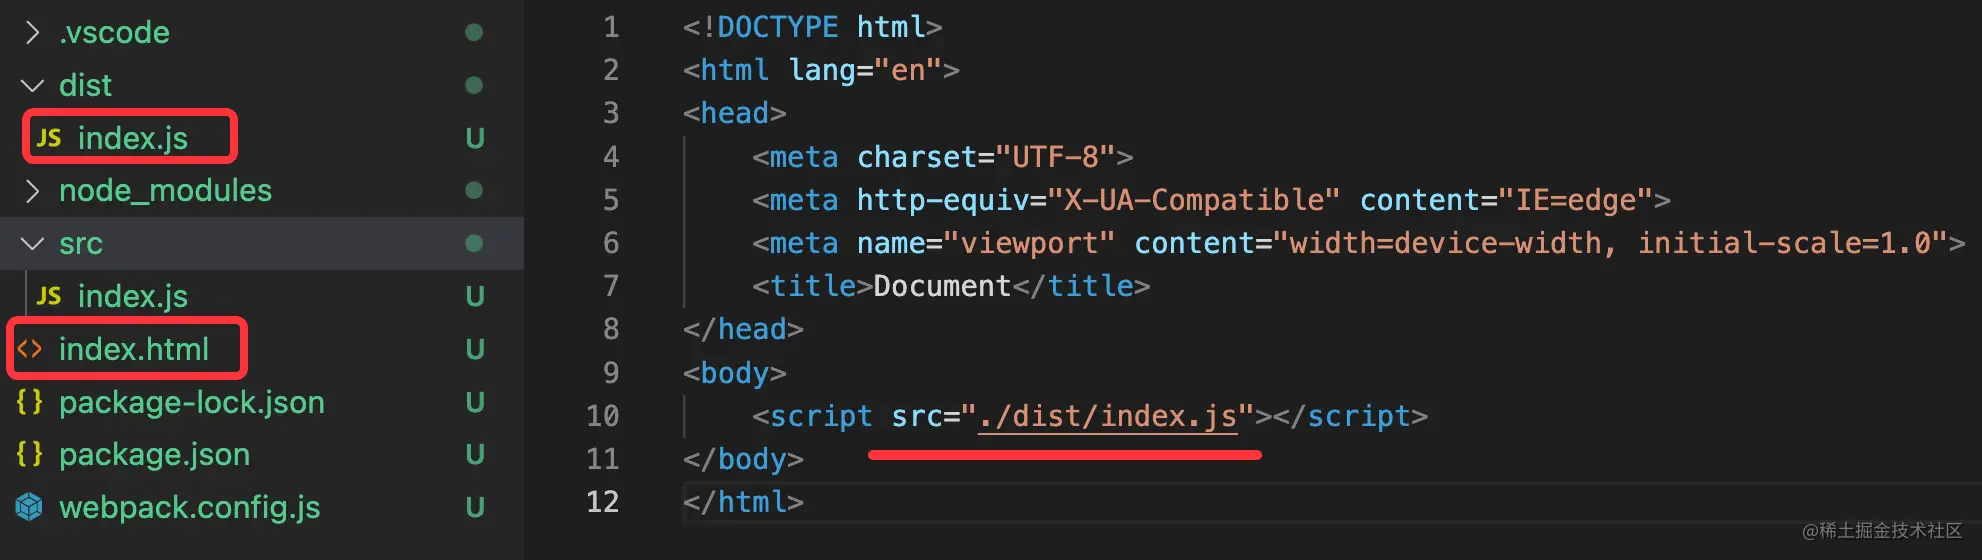 .vscode
dist
JS index.js U
node_modules
src
JS index.js U
<> index.html U
{} package-lock.json U
{} package.json U
webpack.config.js U
1 <!DOCTYPE html>
2 <html lang="en">
3 <head>
4 <meta charset="UTF-8">
5 <meta http-equiv="X-UA-Compatible" content="IE=edge">
6 <meta name="viewport" content="width=device-width, initial-scale=1.0">
7 <title>Document</title>
8 </head>
9 <body>
10 <script src="./dist/index.js"></script>
11 </body>
12 </html>
@稀土掘金技术社区